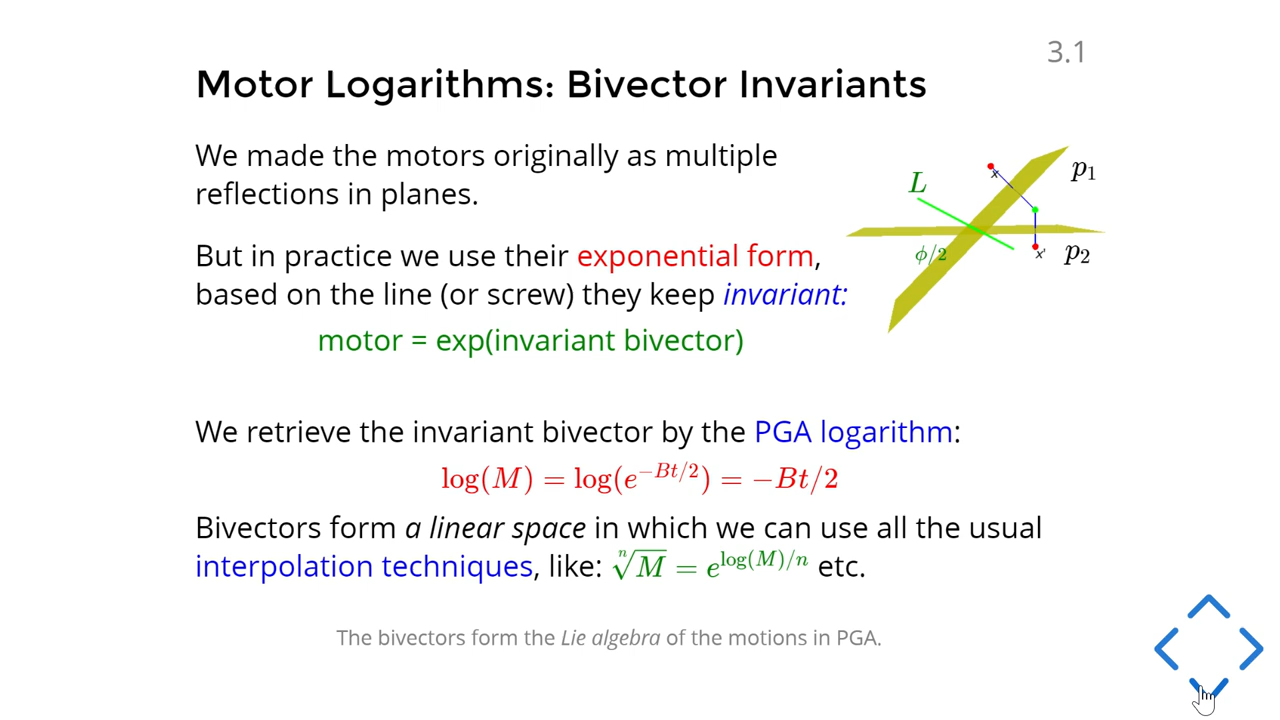 3.1
Motor Logarithms: Bivector Invariants
We made the motors originally as multiple
reflections in planes.
But in practice we use their exponential form,
based on the line (or screw) they keep invariant:
motor = exp(invariant bivector)
L
x
p₁
ϕ/2
x'
p₂
We retrieve the invariant bivector by the PGA logarithm:
log(M) = log(e^{−Bt/2}) = −Bt/2
Bivectors form a linear space in which we can use all the usual
interpolation techniques, like: ⁿ√M = e^{log(M)/n} etc.
The bivectors form the Lie algebra of the motions in PGA.